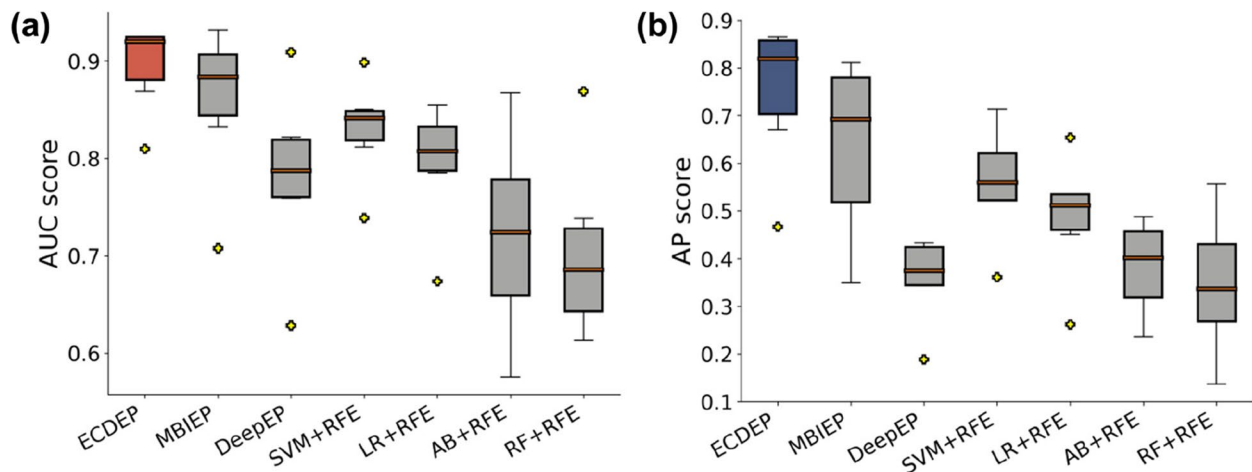 (a)
AUC score
0.9
0.8
0.7
0.6
ECDEP
MBIEP
DeepEP
SVM+RFE
LR+RFE
AB+RFE
RF+RFE
(b)
AP score
0.9
0.8
0.7
0.6
0.5
0.4
0.3
0.2
0.1
ECDEP
MBIEP
DeepEP
SVM+RFE
LR+RFE
AB+RFE
RF+RFE